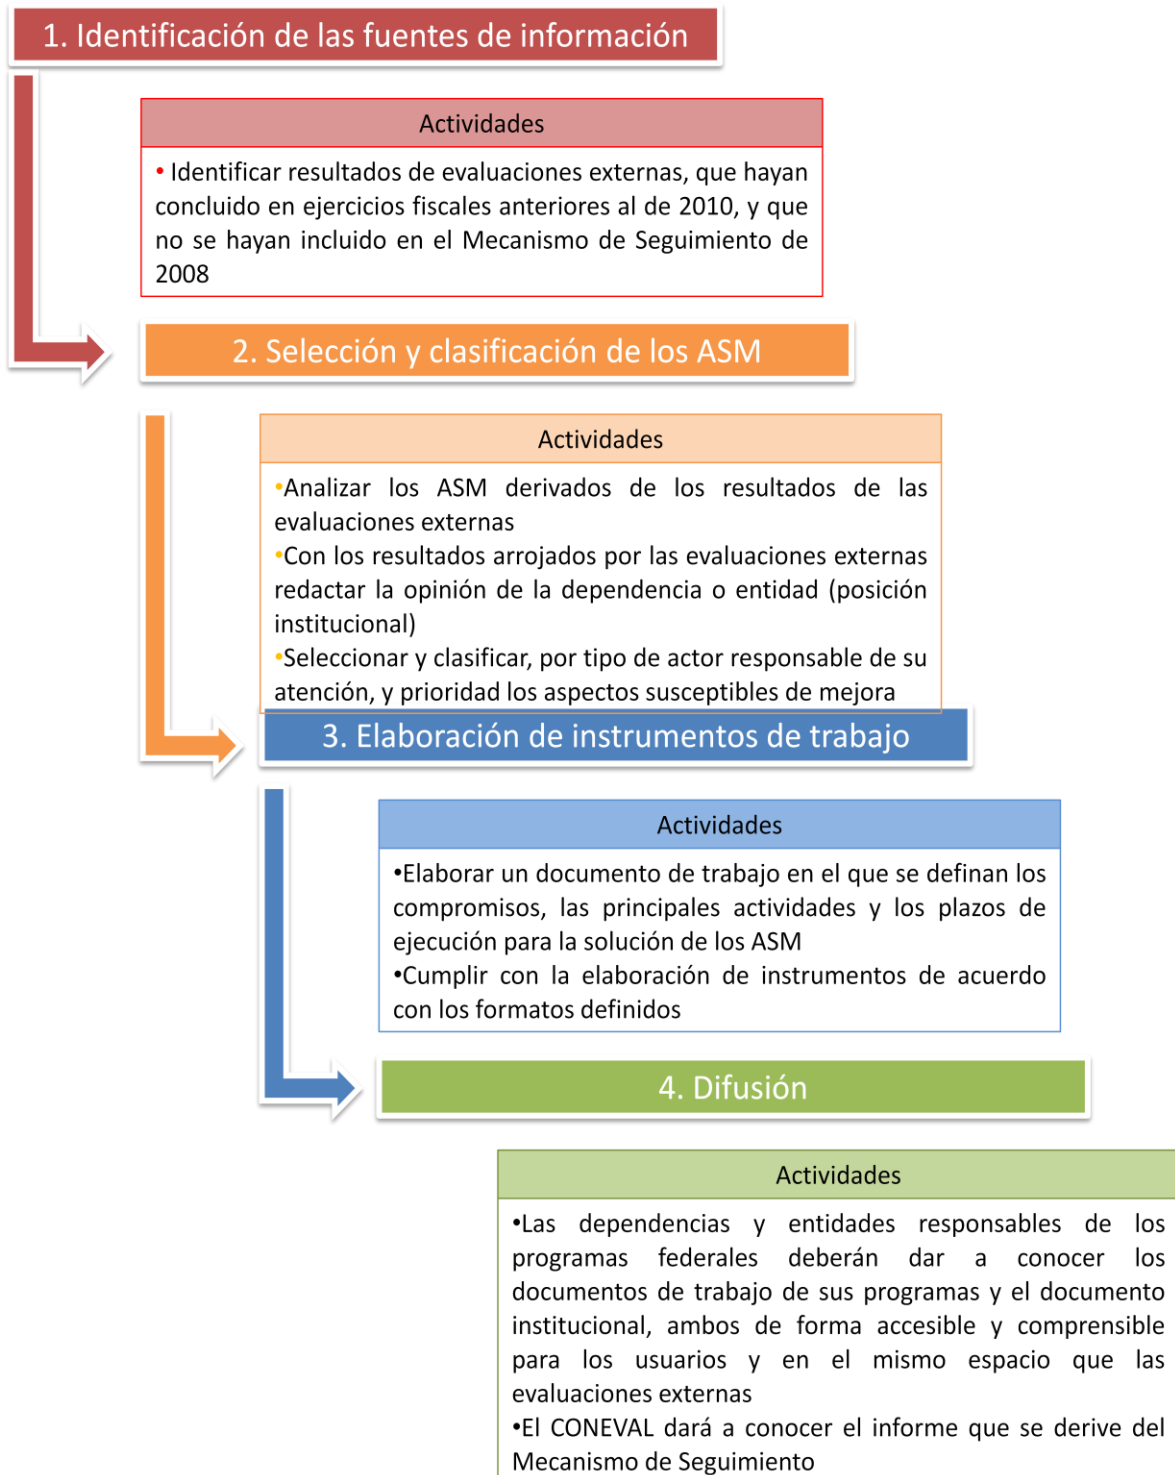 1. Identificación de las fuentes de información
Actividades
• Identificar resultados de evaluaciones externas, que hayan
concluido en ejercicios fiscales anteriores al de 2010, y que
no se hayan incluido en el Mecanismo de Seguimiento de
2008
2. Selección y clasificación de los ASM
Actividades
•Analizar los ASM derivados de los resultados de las
evaluaciones externas
•Con los resultados arrojados por las evaluaciones externas
redactar la opinión de la dependencia o entidad (posición
institucional)
•Seleccionar y clasificar, por tipo de actor responsable de su
atención, y prioridad los aspectos susceptibles de mejora
3. Elaboración de instrumentos de trabajo
Actividades
•Elaborar un documento de trabajo en el que se definan los
compromisos, las principales actividades y los plazos de
ejecución para la solución de los ASM
•Cumplir con la elaboración de instrumentos de acuerdo
con los formatos definidos
4. Difusión
Actividades
•Las dependencias y entidades responsables de los
programas federales deberán dar a conocer los
documentos de trabajo de sus programas y el documento
institucional, ambos de forma accesible y comprensible
para los usuarios y en el mismo espacio que las
evaluaciones externas
•El CONEVAL dará a conocer el informe que se derive del
Mecanismo de Seguimiento